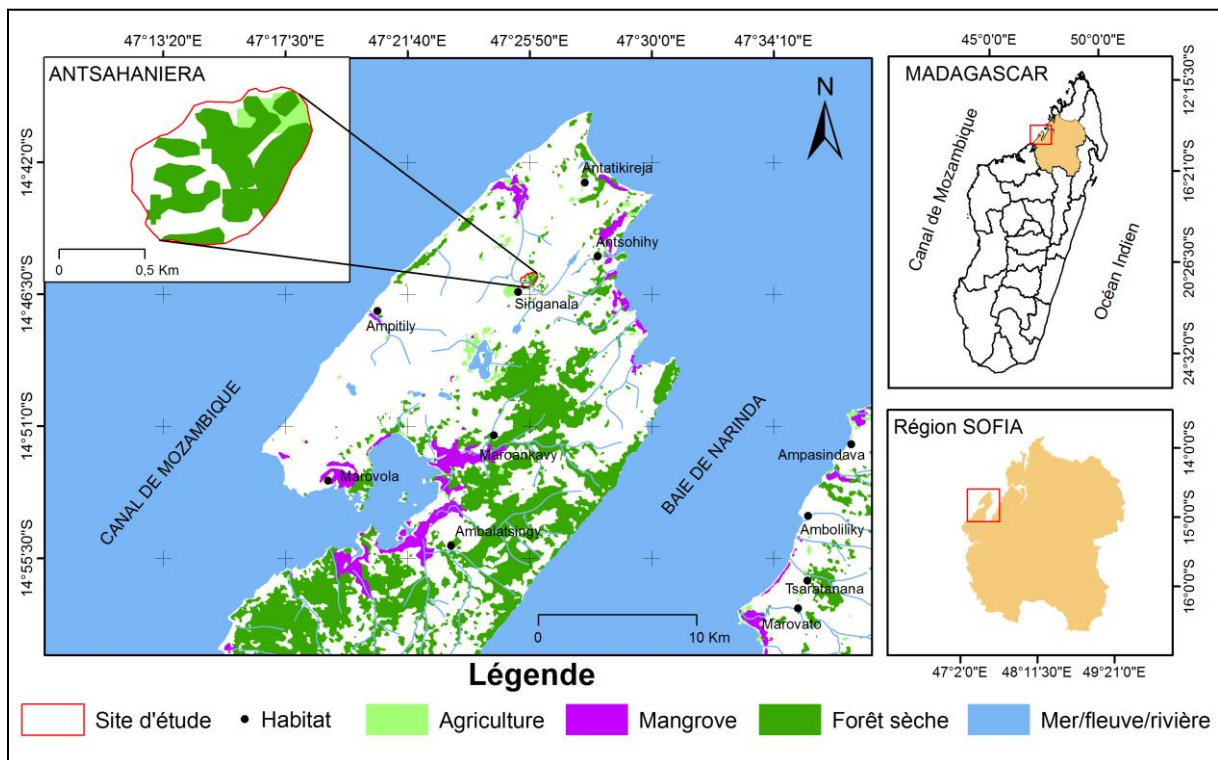 47°13'20"E 47°17'30"E 47°21'40"E 47°25'50"E 47°30'0"E 47°34'10"E
ANTSAHANIERA
0 0,5 Km
N
14°42'0"S
14°46'30"S
14°51'0"S
14°55'30"S
Antatikireja
Antsohihy
Singanala
Ampitily
CANAL DE MOZAMBIQUE
Maroankavy
Marovola
Ambalatsingy
BAIE DE NARINDA
Ampasindava
Amboliliky
Tsaratanana
Marovato
0 10 Km
45°0'0"E 50°0'0"E
MADAGASCAR
Canal de Mozambique
Océan Indien
12°15'30"S
16°21'0"S
20°26'30"S
24°32'0"S
Région SOFIA
14°0'0"S
15°0'0"S
16°0'0"S
47°2'0"E 48°11'30"E 49°21'0"E
Légende
Site d'étude Habitat Agriculture Mangrove Forêt sèche Mer/fleuve/rivière